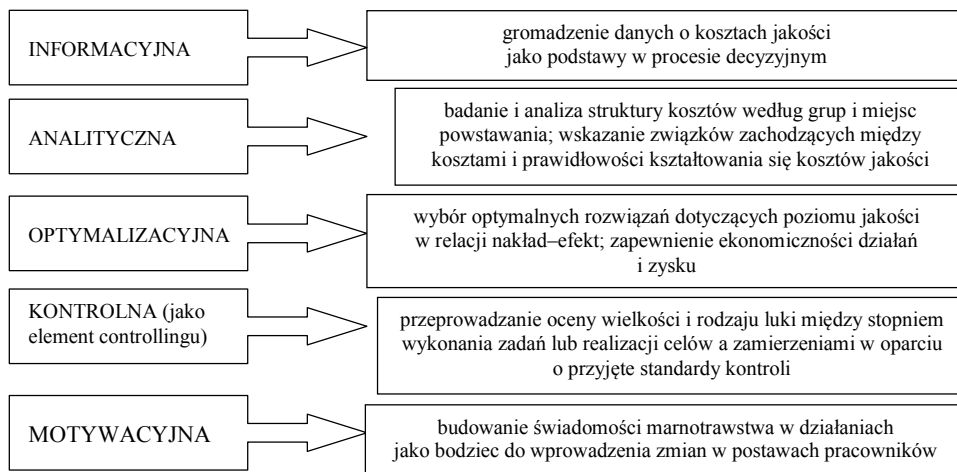 INFORMACYJNA
gromadzenie danych o kosztach jakości
jako podstawy w procesie decyzyjnym
ANALITYCZNA
badanie i analiza struktury kosztów według grup i miejsc
powstawania; wskazanie związków zachodzących między
kosztami i prawidłowości kształtowania się kosztów jakości
OPTYMALIZACYJNA
wybór optymalnych rozwiązań dotyczących poziomu jakości
w relacji nakład–efekt; zapewnienie ekonomiczności działań
i zysku
KONTROLNA (jako
element controllingu)
przeprowadzanie oceny wielkości i rodzaju luki między stopniem
wykonania zadań lub realizacji celów a zamierzeniami w oparciu
o przyjęte standardy kontroli
MOTYWACYJNA
budowanie świadomości marnotrawstwa w działaniach
jako bodziec do wprowadzenia zmian w postawach pracowników